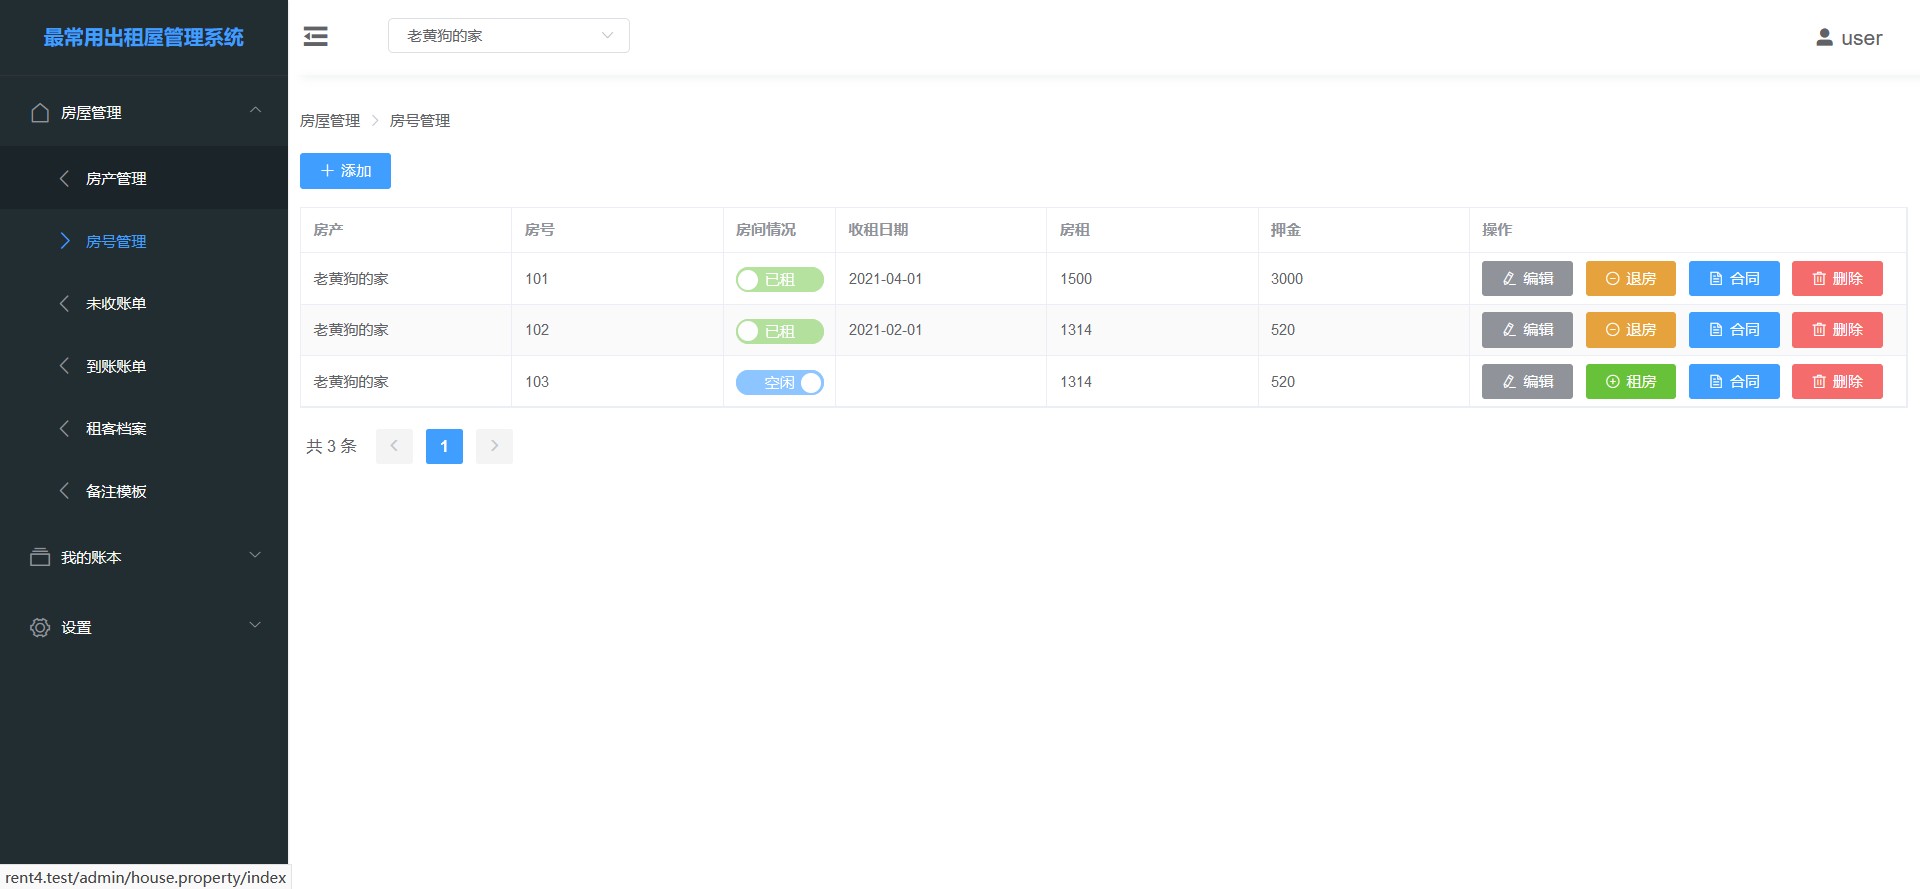 最常用出租屋管理系统
老黄狗的家
user
房屋管理
房产管理
房号管理
未收账单
到账账单
租客档案
备注模板
我的账本
设置
房屋管理 > 房号管理
添加
房产 房号 房间情况 收租日期 房租 押金 操作
老黄狗的家 101 已租 2021-04-01 1500 3000 编辑 退房 合同 删除
老黄狗的家 102 已租 2021-02-01 1314 520 编辑 退房 合同 删除
老黄狗的家 103 空闲 1314 520 编辑 租房 合同 删除
共 3 条 1
rent4.test/admin/house.property/index